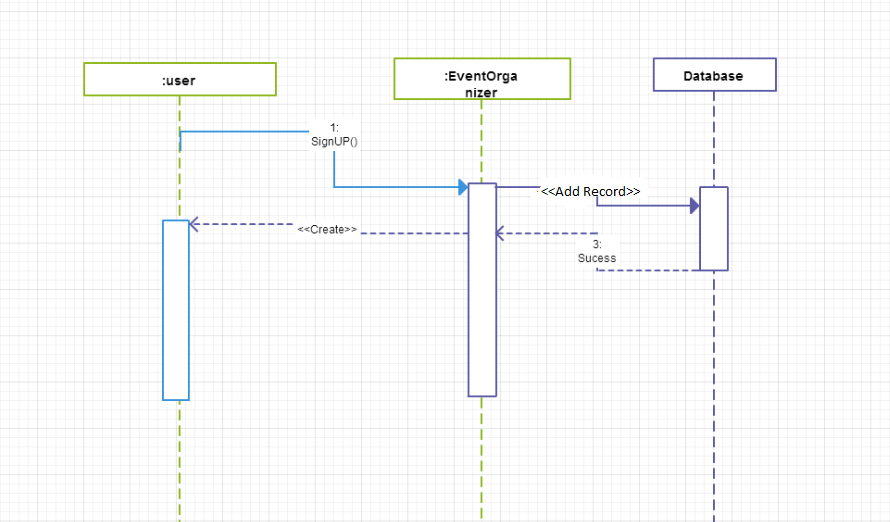 :user
:EventOrga
nizer
Database
1:
SignUP()
<<Add Record>>
<<Create>>
3:
Sucess